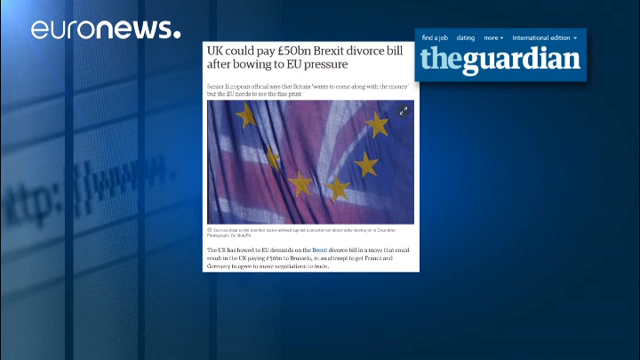 euronews.
find a job dating more international edition
theguardian
UK could pay £50bn Brexit divorce bill
after bowing to EU pressure
Senior European official says that Britain 'wants to come along with the money'
but the EU needs to see the fine print
The UK has bowed to EU demands on the Brexit divorce bill in a move that could
result in the UK paying £50bn to Brussels, in an attempt to get France and
Germany to agree to move negotiations to trade.
ttp://www.